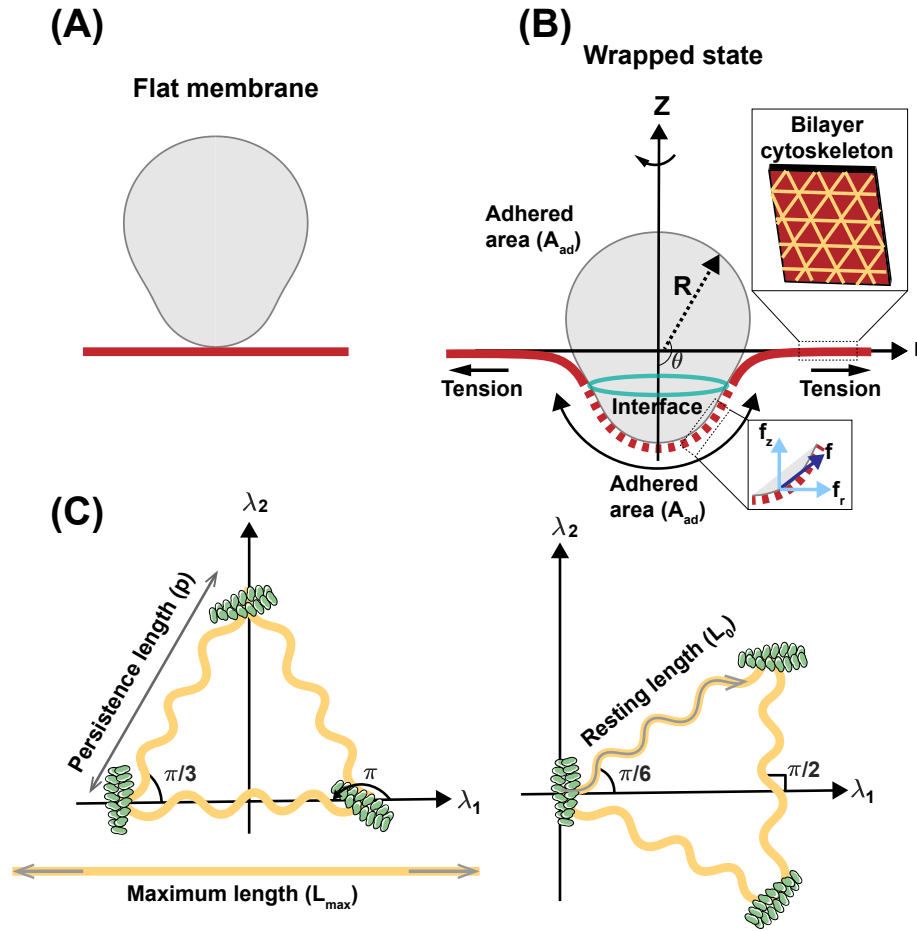 (A)
Flat membrane
(B)
Wrapped state
Z
Bilayer
cytoskeleton
Adhered
area (A_ad)
R
θ
Tension
Tension
Interface
f_z
f
f_r
Adhered
area (A_ad)
(C)
λ2
Persistence length (p)
π/3
π
λ1
Maximum length (L_max)
λ2
Resting length (L_0)
π/6
π/2
λ1